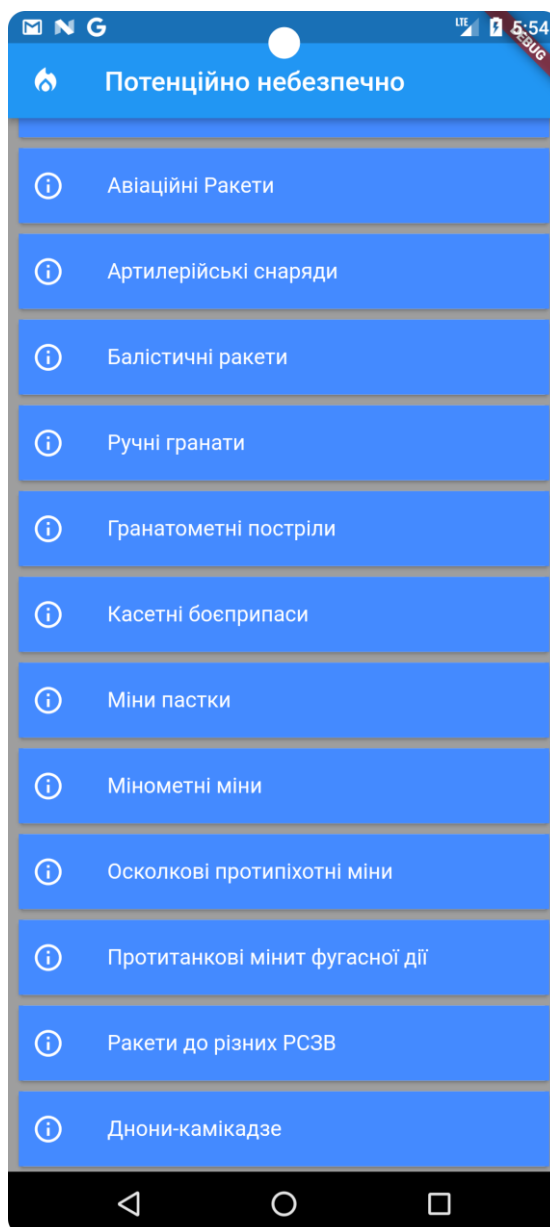 5:54
LTE
DEBUG
Потенційно небезпечно
Авіаційні Ракети
Артилерійські снаряди
Балістичні ракети
Ручні гранати
Гранатометні постріли
Касетні боєприпаси
Міни пастки
Мінометні міни
Осколкові протипіхотні міни
Протитанкові мінит фугасної дії
Ракети до різних РСЗВ
Днони-камікадзе